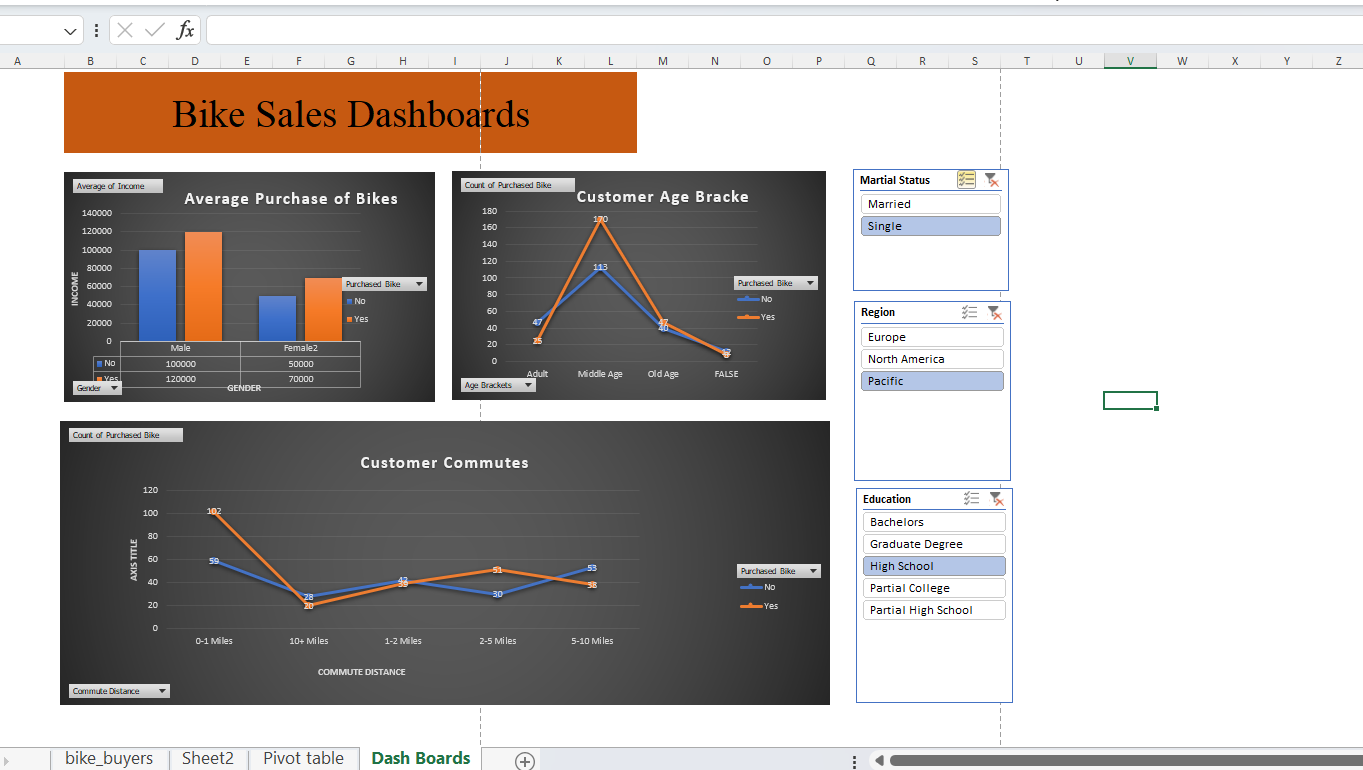 fx
A B C D E F G H I J K L M N O P Q R S T U V W X Y Z
Bike Sales Dashboards
Average of Income
Average Purchase of Bikes
140000
120000
100000
80000
60000
40000
20000
0
INCOME
Male Female2
No 100000 50000
Yes 120000 70000
Gender
GENDER
Purchased Bike
No
Yes
Count of Purchased Bike
Customer Age Bracke
180
160
140
120
100
80
60
40
20
0
47
25
170
113
47
40
12
Adult Middle Age Old Age FALSE
Age Brackets
Purchased Bike
No
Yes
Martial Status
Married
Single
Region
Europe
North America
Pacific
Education
Bachelors
Graduate Degree
High School
Partial College
Partial High School
Count of Purchased Bike
Customer Commutes
120
100
80
60
40
20
0
AXIS TITLE
102
59
28
20
42
39
51
30
53
38
0-1 Miles 10+ Miles 1-2 Miles 2-5 Miles 5-10 Miles
COMMUTE DISTANCE
Commute Distance
Purchased Bike
No
Yes
bike_buyers Sheet2 Pivot table Dash Boards